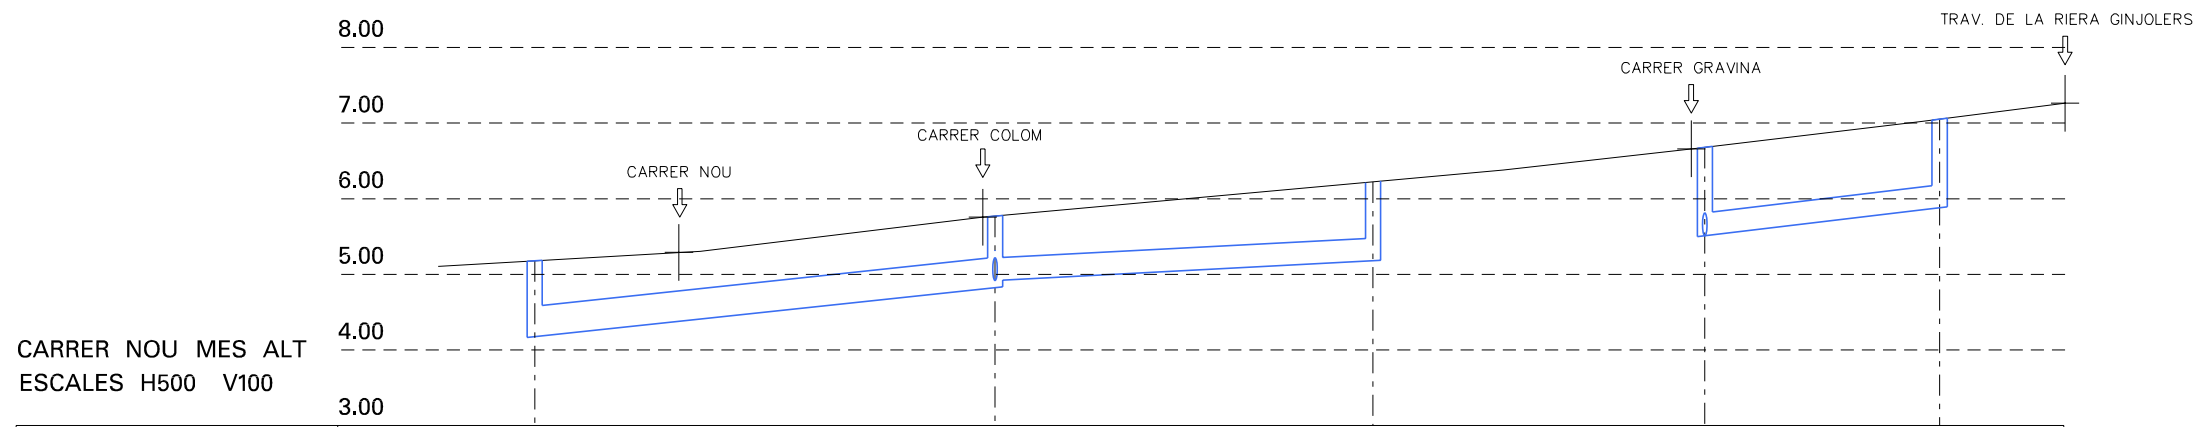 8.00
TRAV. DE LA RIERA GINJOLERS
CARRER GRAVINA
7.00
CARRER COLOM
CARRER NOU
6.00
5.00
4.00
CARRER NOU MES ALT
ESCALES H500 V100
3.00